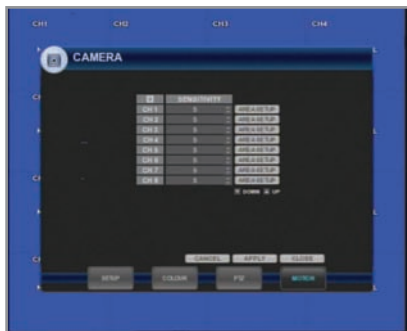 CH1 CH2 CH3 CH4
CAMERA
SENSITIVITY
CH 1 5 AREA SETUP
CH 2 5 AREA SETUP
CH 3 5 AREA SETUP
CH 4 5 AREA SETUP
CH 5 5 AREA SETUP
CH 6 5 AREA SETUP
CH 7 5 AREA SETUP
CH 8 5 AREA SETUP
DOWN UP
CANCEL APPLY CLOSE
SETUP COLOUR PTZ MOTION